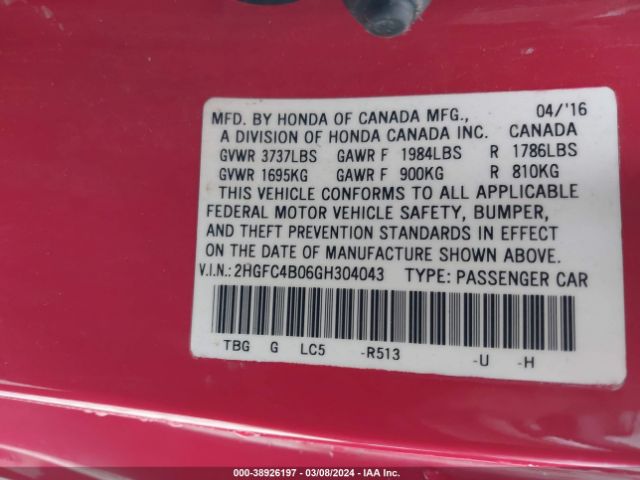 MFD. BY HONDA OF CANADA MFG., 04/'16
A DIVISION OF HONDA CANADA INC. CANADA
GVWR 3737LBS GAWR F 1984LBS R 1786LBS
GVWR 1695KG GAWR F 900KG R 810KG
THIS VEHICLE CONFORMS TO ALL APPLICABLE
FEDERAL MOTOR VEHICLE SAFETY, BUMPER,
AND THEFT PREVENTION STANDARDS IN EFFECT
ON THE DATE OF MANUFACTURE SHOWN ABOVE.
V.I.N.: 2HGFC4B06GH304043 TYPE: PASSENGER CAR
TBG G LC5 -R513 -U -H
000-38926197 - 03/08/2024 - IAA Inc.